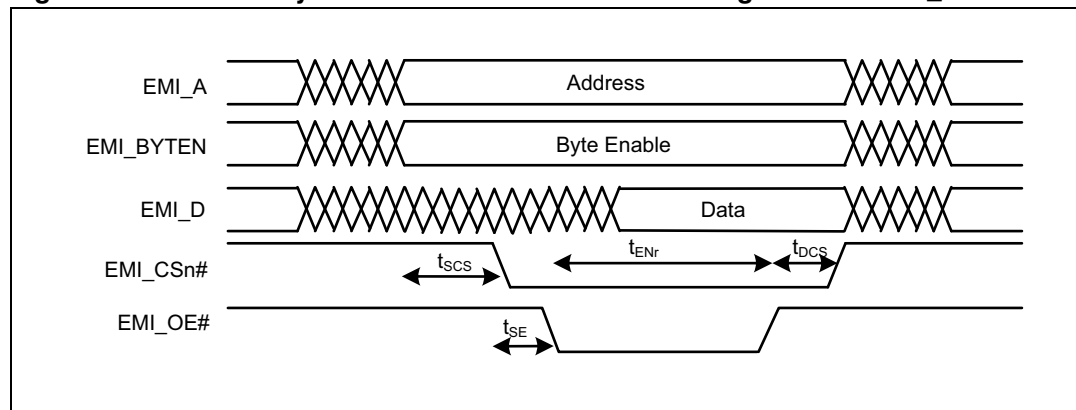 EMI_A
Address
EMI_BYTEN
Byte Enable
EMI_D
Data
EMI_CSn#
tSCS
tENr
tDCS
EMI_OE#
tSE